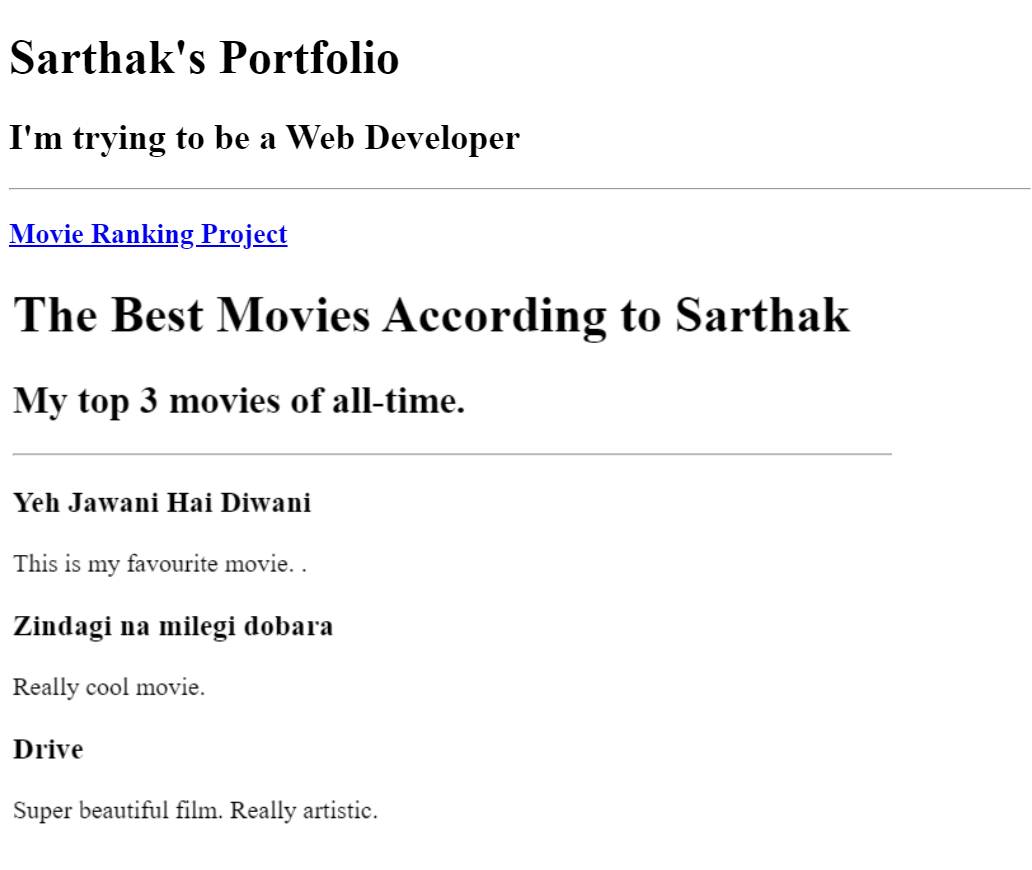 Sarthak's Portfolio
I'm trying to be a Web Developer
Movie Ranking Project
The Best Movies According to Sarthak
My top 3 movies of all-time.
Yeh Jawani Hai Diwani
This is my favourite movie. .
Zindagi na milegi dobara
Really cool movie.
Drive
Super beautiful film. Really artistic.